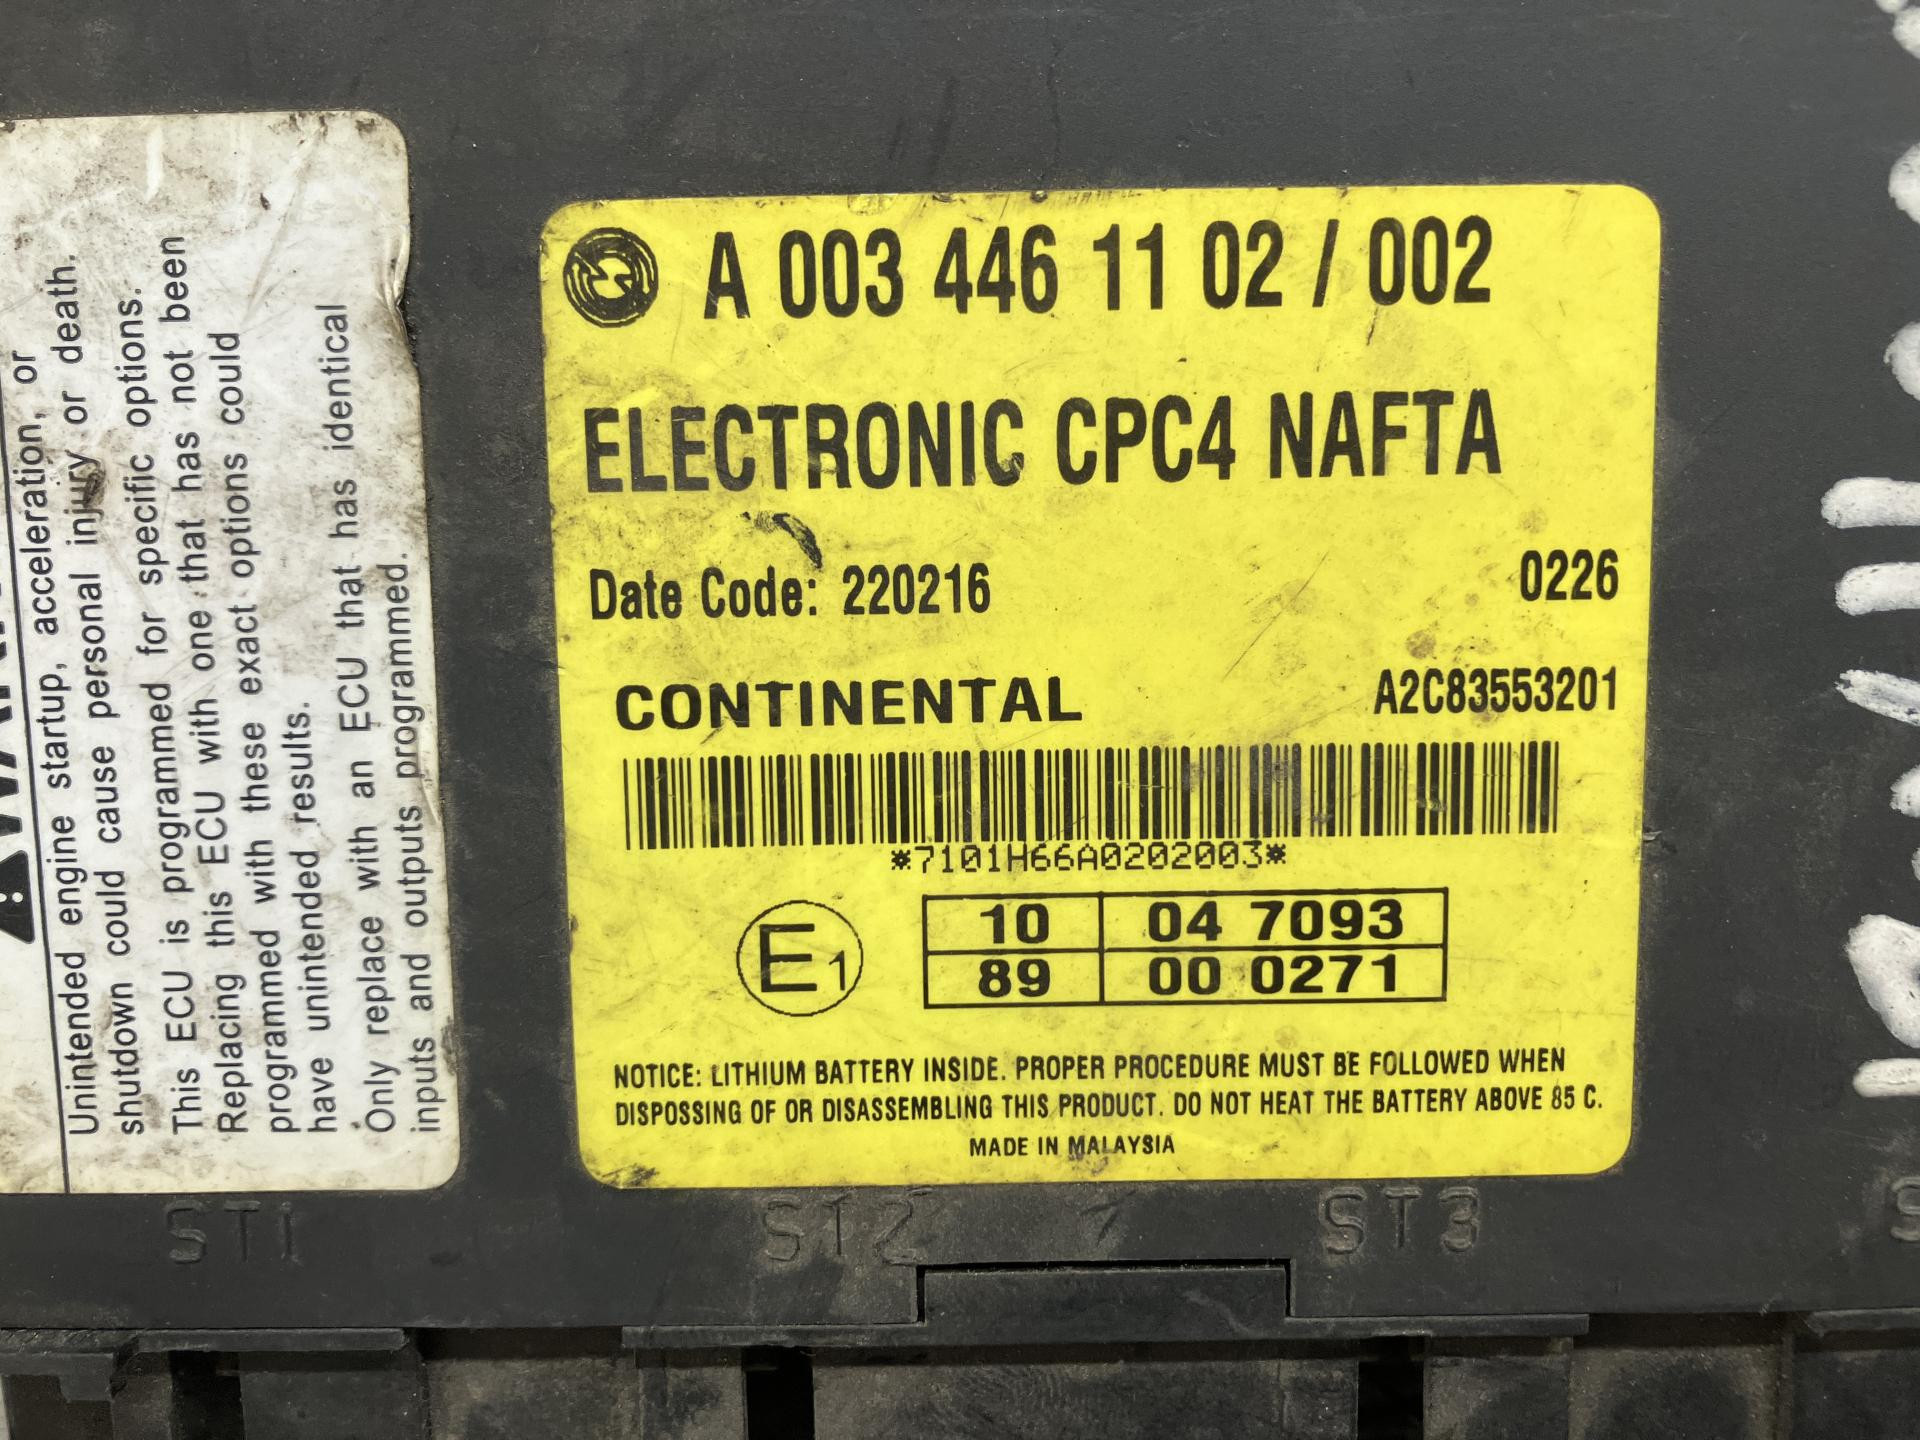 Unintended engine startup, acceleration, or
shutdown could cause personal injury or death.
This ECU is programmed for specific options.
Replacing this ECU with one that has not been
programmed with these exact options could
have unintended results.
Only replace with an ECU that has identical
inputs and outputs programmed.
A 003 446 11 02 / 002
ELECTRONIC CPC4 NAFTA
Date Code: 220216 0226
CONTINENTAL A2C83553201
*7101H66A0202003*
E1
10 04 7093
89 00 0271
NOTICE: LITHIUM BATTERY INSIDE. PROPER PROCEDURE MUST BE FOLLOWED WHEN
DISPOSSING OF OR DISASSEMBLING THIS PRODUCT. DO NOT HEAT THE BATTERY ABOVE 85 C.
MADE IN MALAYSIA
ST1 ST2 ST3